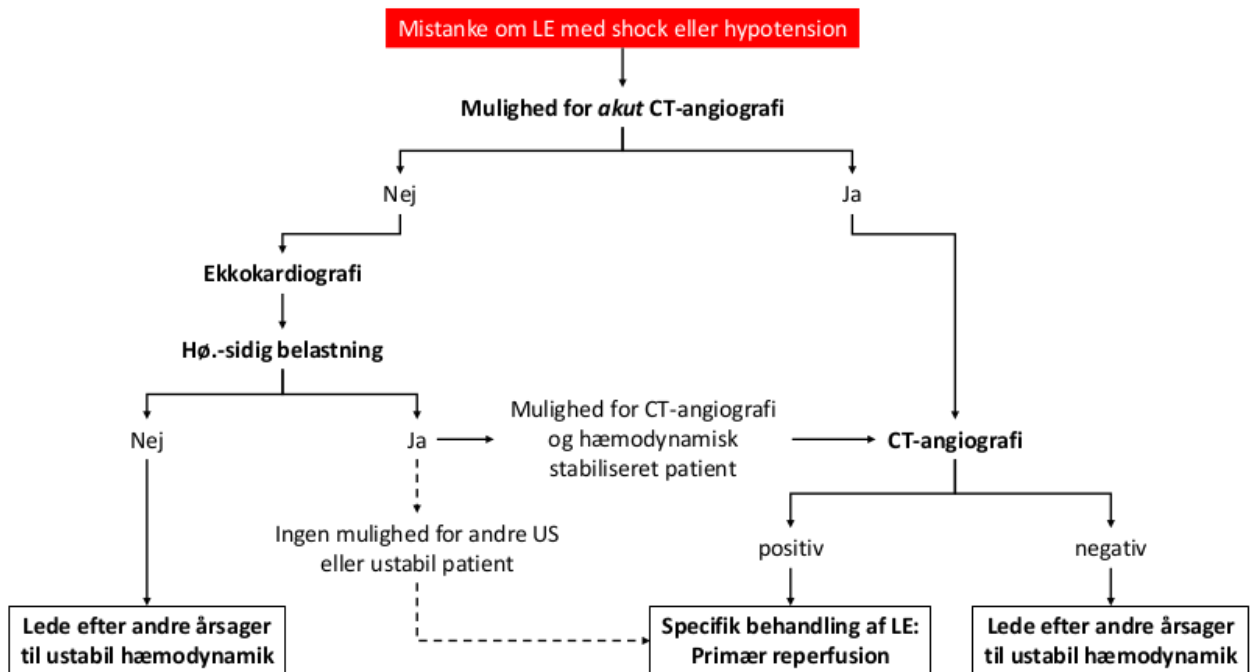 Mistanke om LE med shock eller hypotension
Mulighed for akut CT-angiografi
Nej
Ja
Ekkokardiografi
Hø.-sidig belastning
Nej
Ja
Mulighed for CT-angiografi
og hæmodynamisk
stabiliseret patient
CT-angiografi
Ingen mulighed for andre US
eller ustabil patient
positiv
negativ
Lede efter andre årsager
til ustabil hæmodynamik
Specifik behandling af LE:
Primær reperfusion
Lede efter andre årsager
til ustabil hæmodynamik